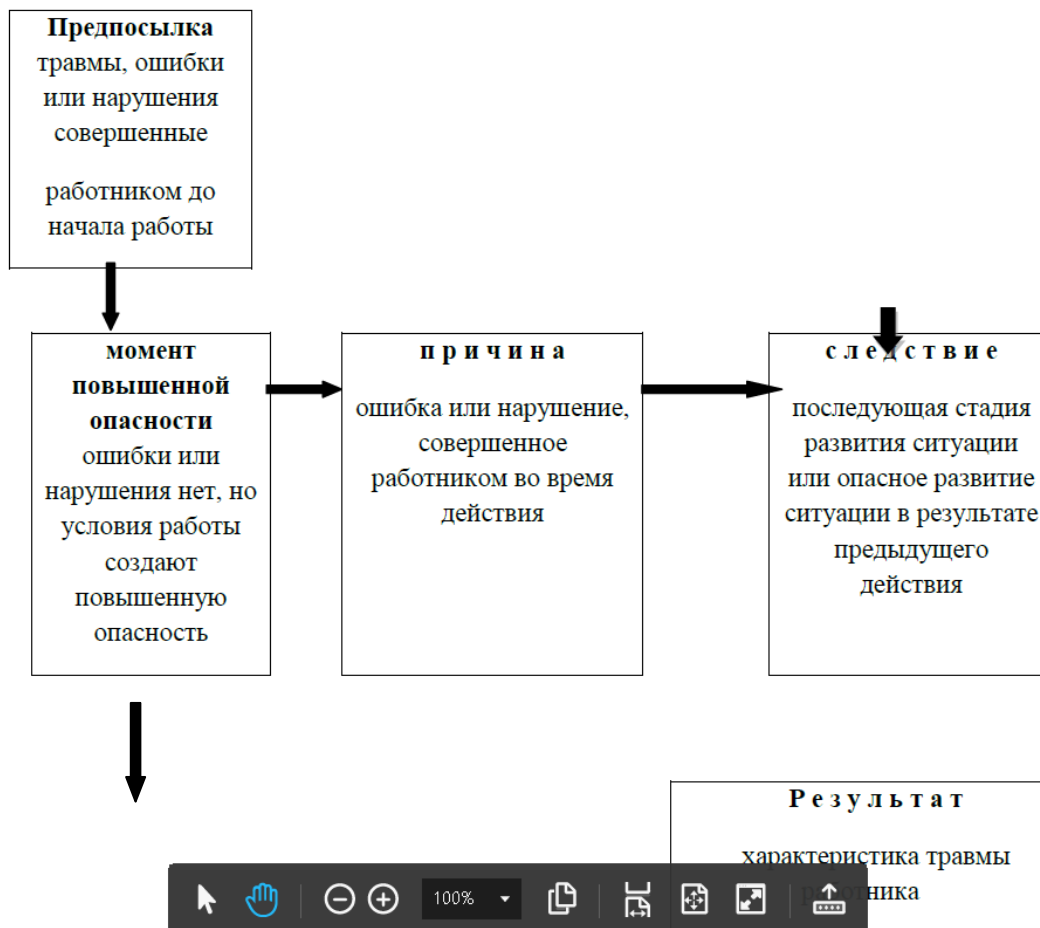 Предпосылка
травмы, ошибки
или нарушения
совершенные
работником до
начала работы
момент
повышенной
опасности
ошибки или
нарушения нет, но
условия работы
создают
повышенную
опасность
п р и ч и н а
ошибка или нарушение,
совершенное
работником во время
действия
с л е д с т в и е
последующая стадия
развития ситуации
или опасное развитие
ситуации в результате
предыдущего
действия
Р е з у л ь т а т
характеристика травмы
работника
100%